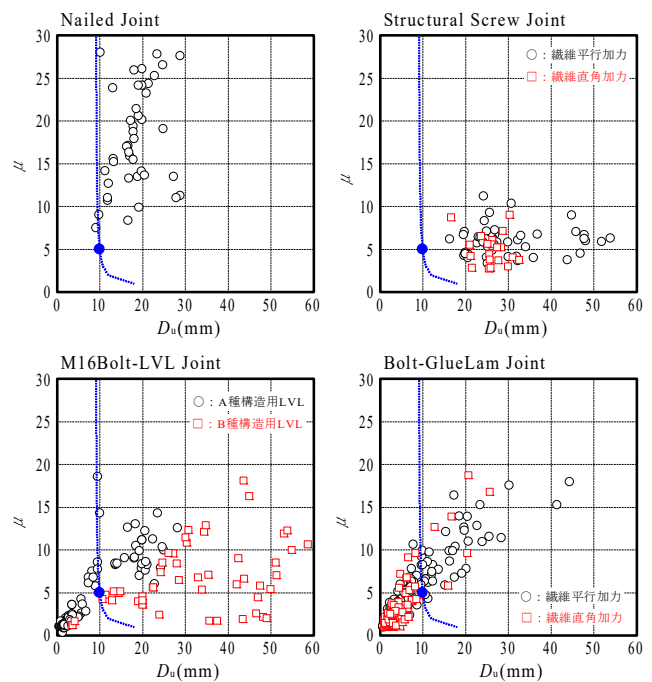 Nailed Joint
30
25
20
15
10
5
0
μ
0 10 20 30 40 50 60
Du(mm)
Structural Screw Joint
○：繊維平行加力
□：繊維直角加力
30
25
20
15
10
5
0
μ
0 10 20 30 40 50 60
Du(mm)
M16Bolt-LVL Joint
○：A種構造用LVL
□：B種構造用LVL
30
25
20
15
10
5
0
μ
0 10 20 30 40 50 60
Du(mm)
Bolt-GlueLam Joint
30
25
20
15
10
5
0
μ
○：繊維平行加力
□：繊維直角加力
0 10 20 30 40 50 60
Du(mm)